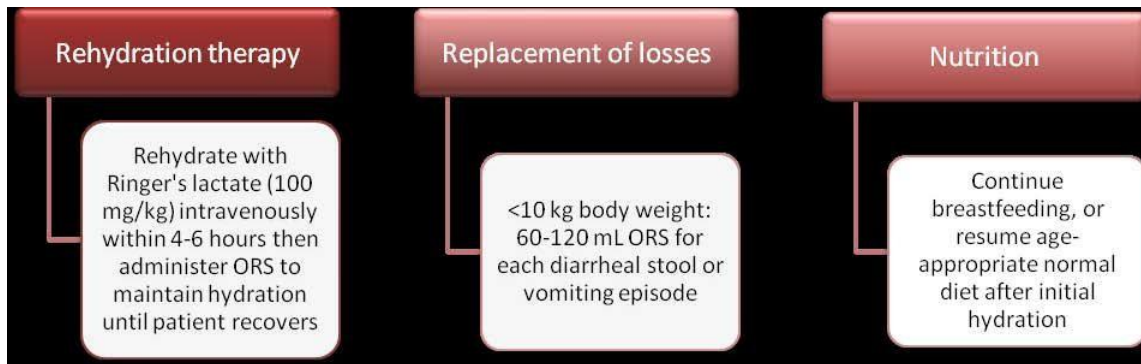 Rehydration therapy
Rehydrate with
Ringer's lactate (100
mg/kg) intravenously
within 4-6 hours then
administer ORS to
maintain hydration
until patient recovers
Replacement of losses
<10 kg body weight:
60-120 mL ORS for
each diarrheal stool or
vomiting episode
Nutrition
Continue
breastfeeding, or
resume age-
appropriate normal
diet after initial
hydration